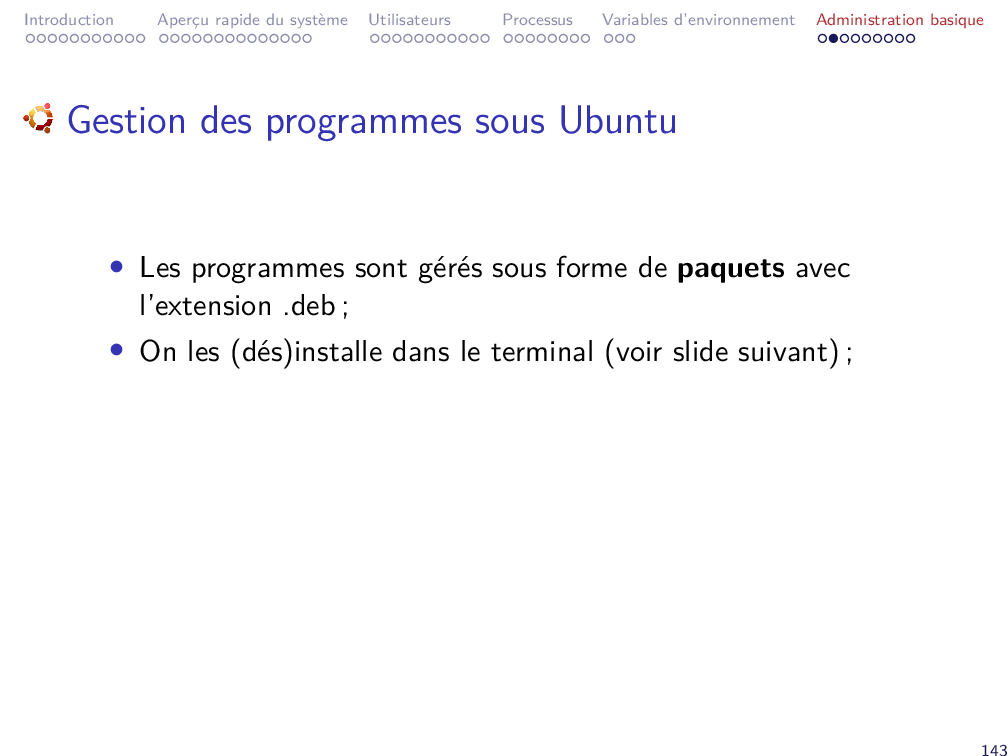 Introduction
Aperçu rapide du système
Utilisateurs
Processus
Variables d'environnement
Administration basique
Gestion des programmes sous Ubuntu
• Les programmes sont gérés sous forme de paquets avec
l'extension .deb ;
• On les (dés)installe dans le terminal (voir slide suivant) ;
143